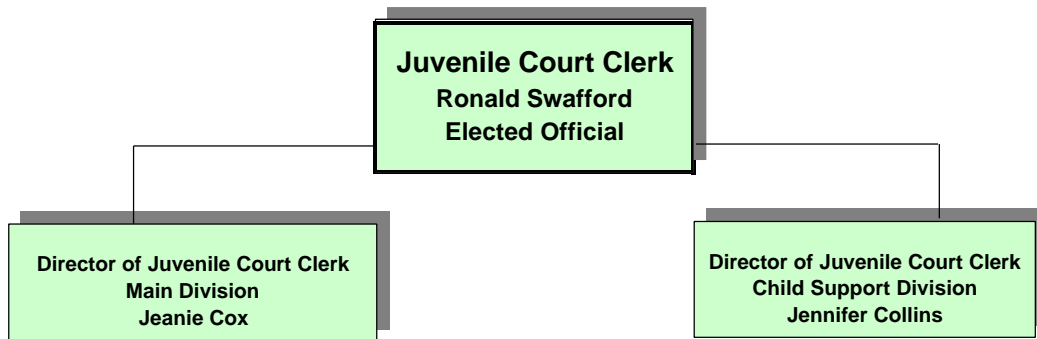 Juvenile Court Clerk
Ronald Swafford
Elected Official
Director of Juvenile Court Clerk
Main Division
Jeanie Cox
Director of Juvenile Court Clerk
Child Support Division
Jennifer Collins